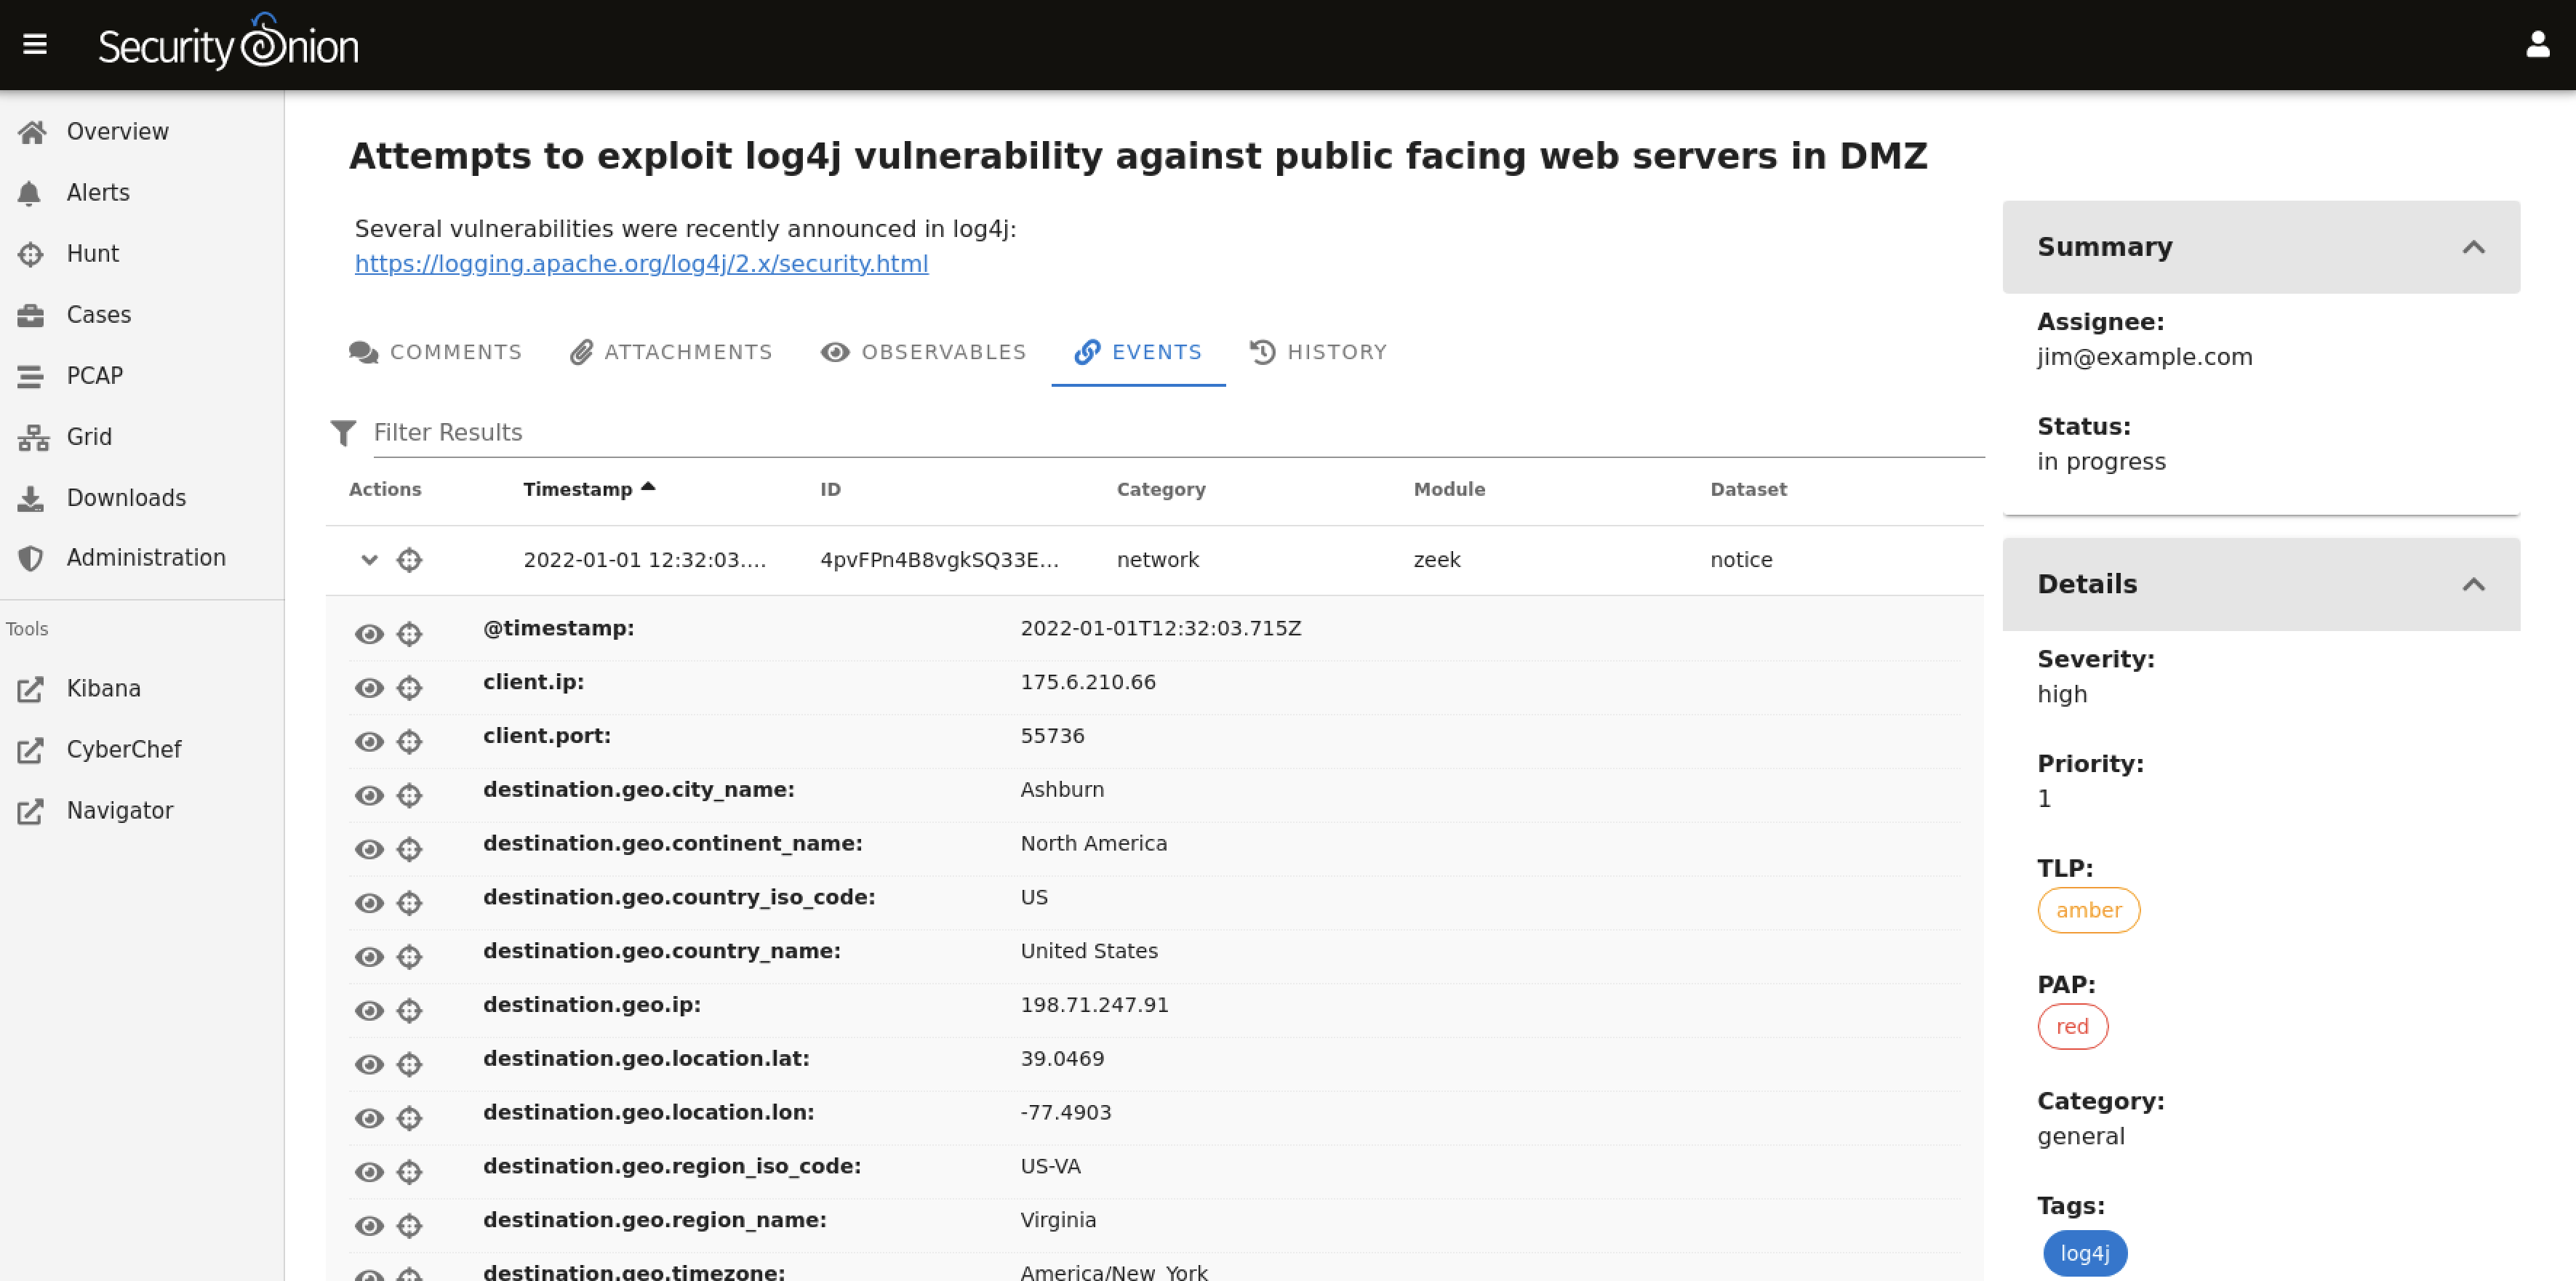 Security Onion
Overview
Alerts
Hunt
Cases
PCAP
Grid
Downloads
Administration
Tools
Kibana
CyberChef
Navigator
Attempts to exploit log4j vulnerability against public facing web servers in DMZ
Several vulnerabilities were recently announced in log4j:
https://logging.apache.org/log4j/2.x/security.html
COMMENTS ATTACHMENTS OBSERVABLES EVENTS HISTORY
Filter Results
Actions Timestamp ID Category Module Dataset
2022-01-01 12:32:03.... 4pvFPn4B8vgkSQ33E... network zeek notice
@timestamp: 2022-01-01T12:32:03.715Z
client.ip: 175.6.210.66
client.port: 55736
destination.geo.city_name: Ashburn
destination.geo.continent_name: North America
destination.geo.country_iso_code: US
destination.geo.country_name: United States
destination.geo.ip: 198.71.247.91
destination.geo.location.lat: 39.0469
destination.geo.location.lon: -77.4903
destination.geo.region_iso_code: US-VA
destination.geo.region_name: Virginia
destination.geo.timezone: America/New_York
Summary
Assignee:
jim@example.com
Status:
in progress
Details
Severity:
high
Priority:
1
TLP:
amber
PAP:
red
Category:
general
Tags:
log4j